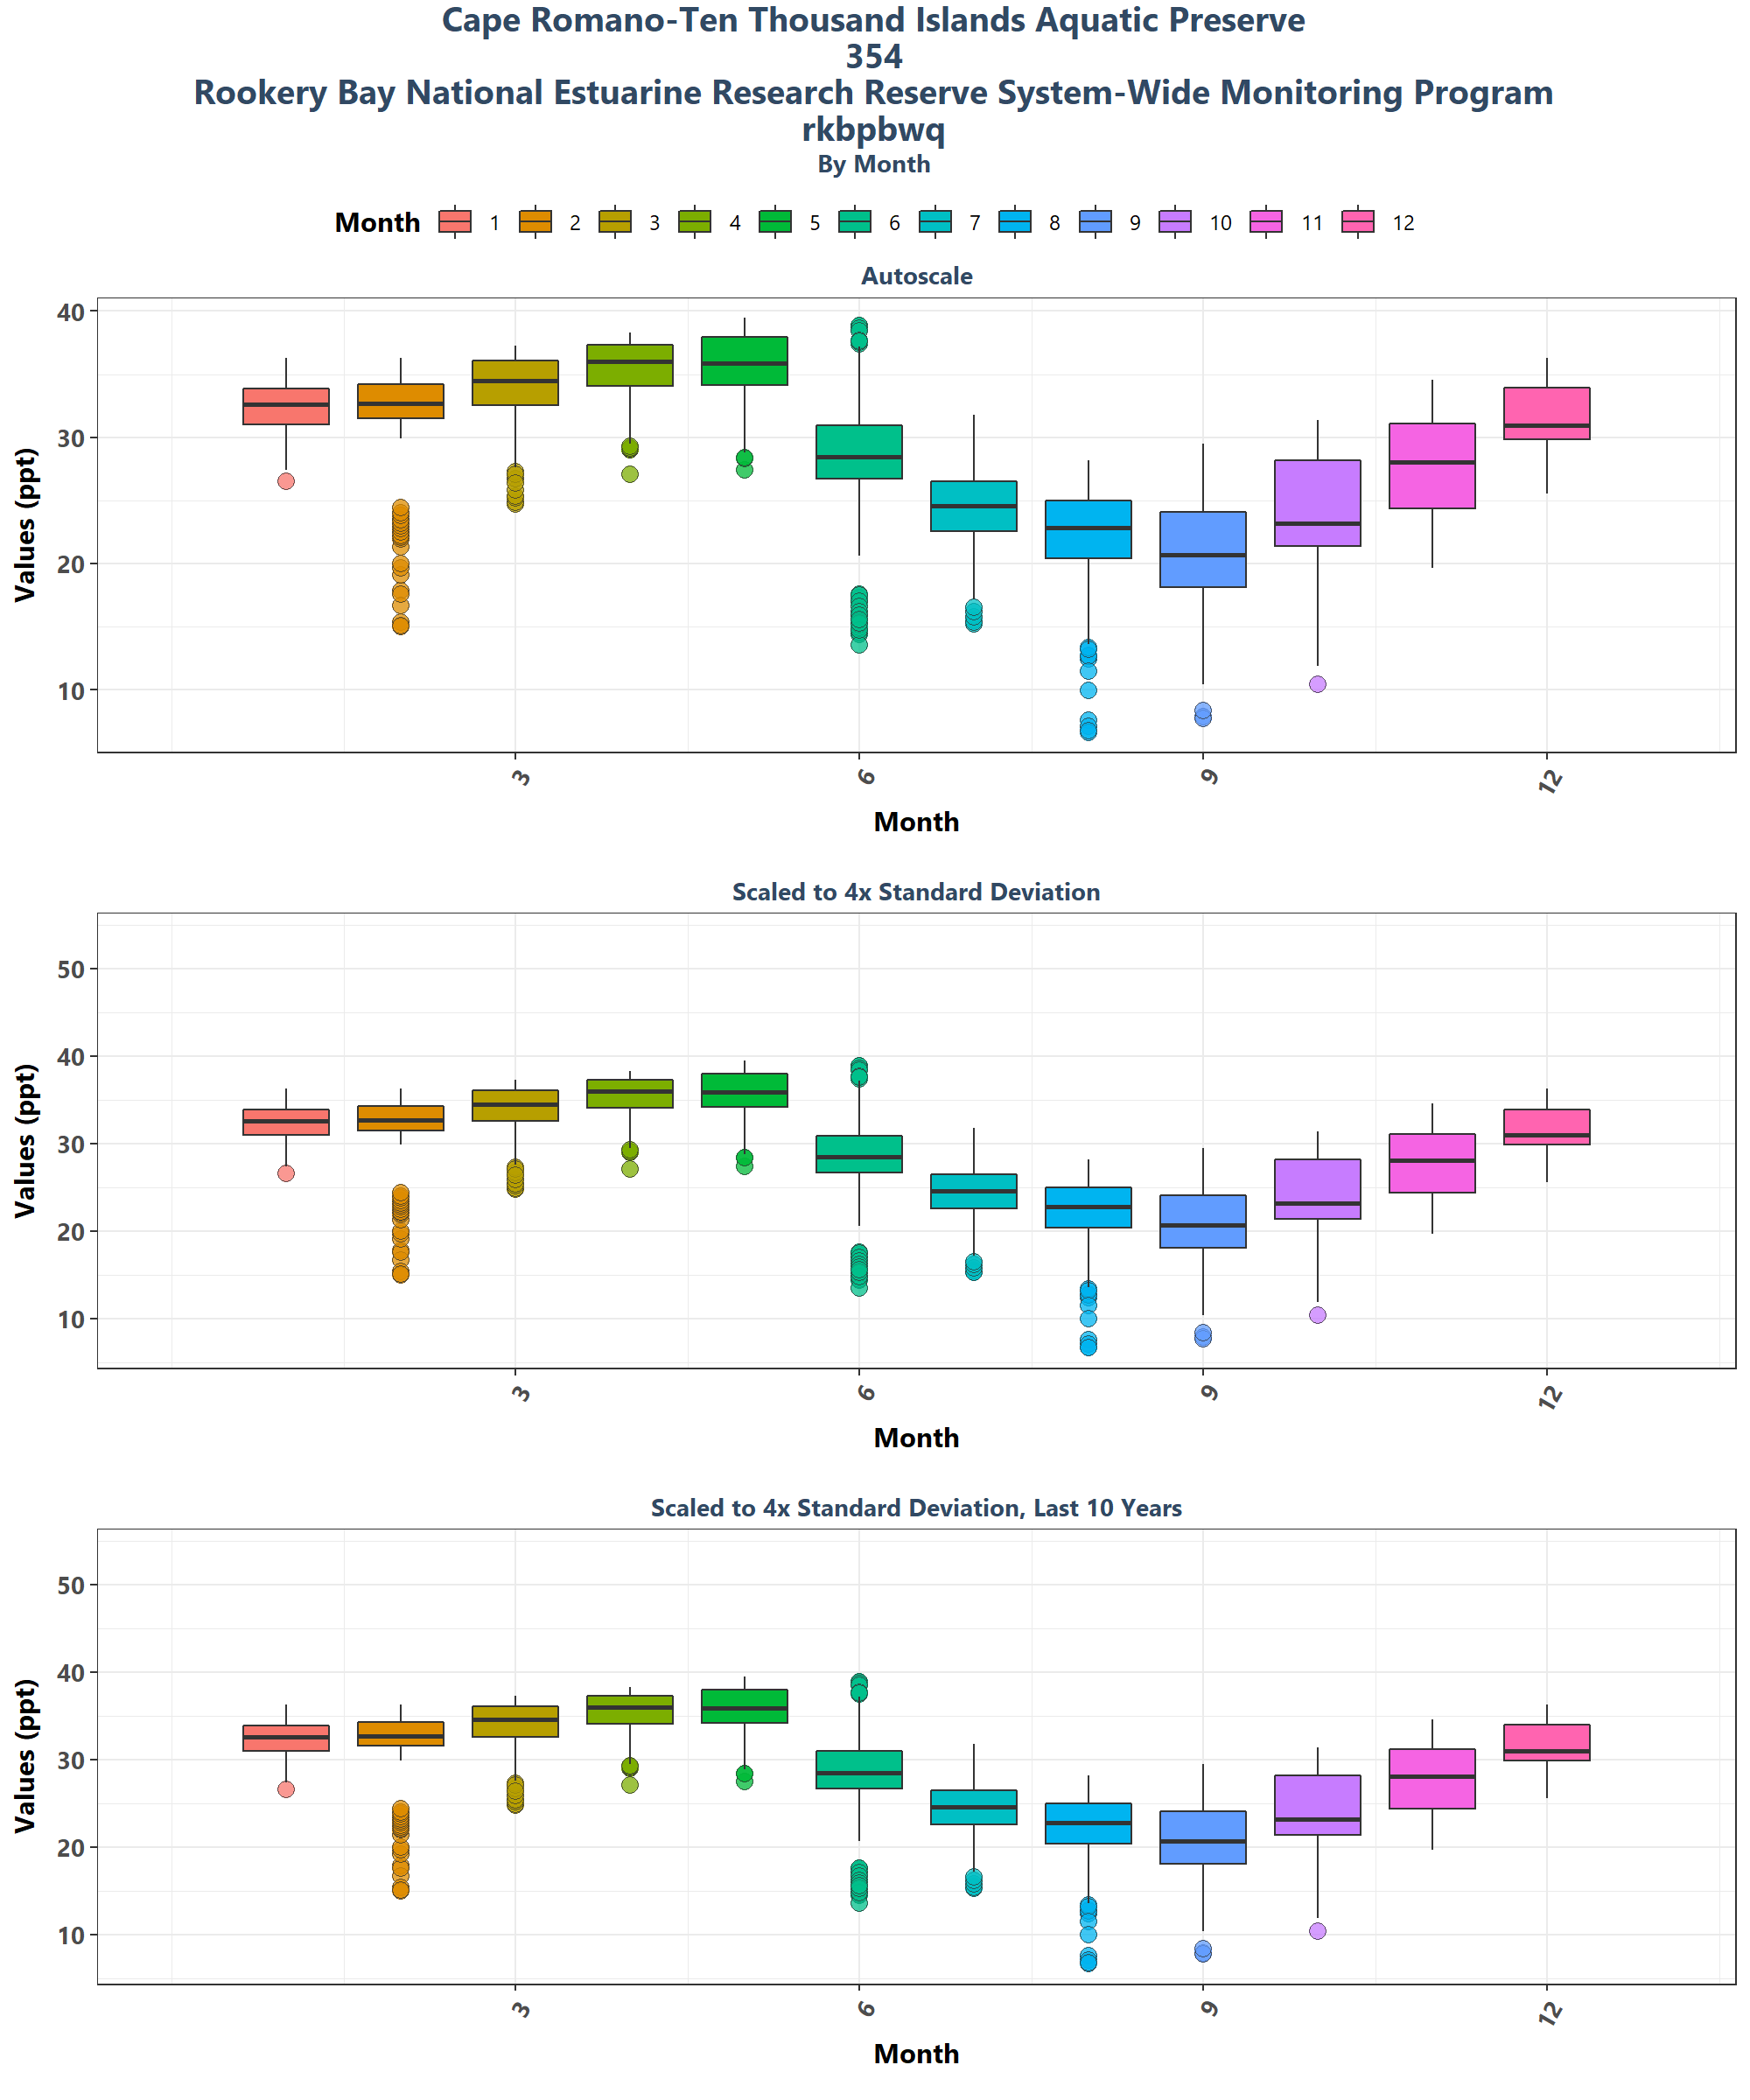 Cape Romano-Ten Thousand Islands Aquatic Preserve
354
Rookery Bay National Estuarine Research Reserve System-Wide Monitoring Program
rkbpbwq
By Month
Month 1 2 3 4 5 6 7 8 9 10 11 12
Autoscale
Values (ppt)
40
30
20
10
3 6 9 12
Month
Scaled to 4x Standard Deviation
Values (ppt)
50
40
30
20
10
3 6 9 12
Month
Scaled to 4x Standard Deviation, Last 10 Years
Values (ppt)
50
40
30
20
10
3 6 9 12
Month